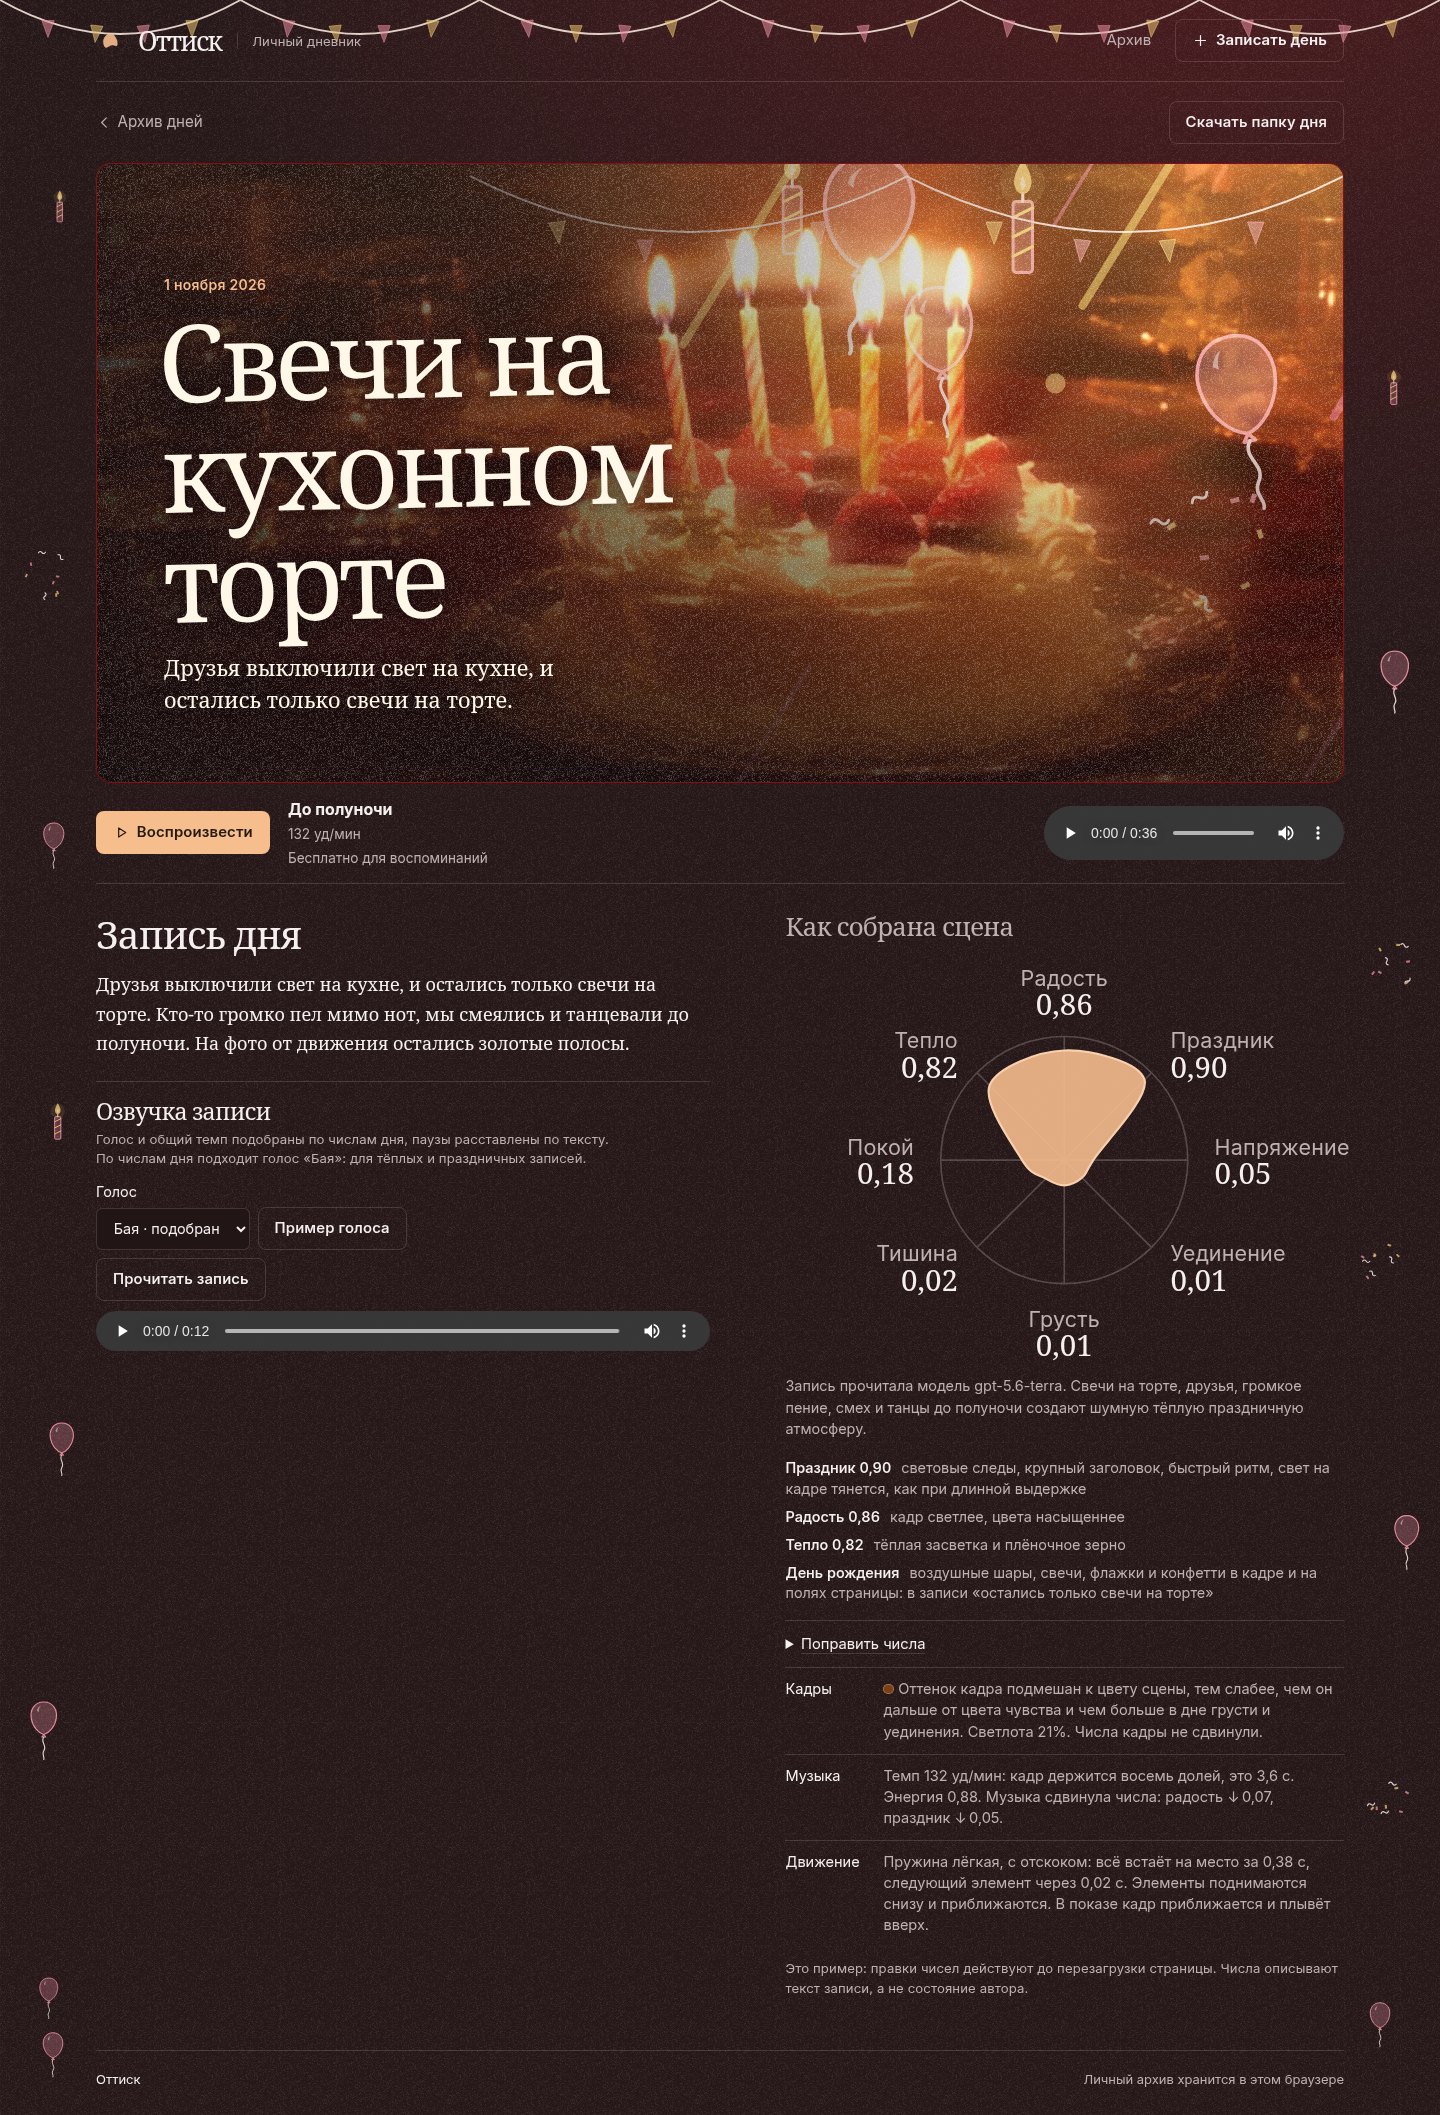 Оттиск
Личный дневник
Архив
Записать день
Архив дней
Скачать папку дня
1 ноября 2026
Свечи на
кухонном
торте
Друзья выключили свет на кухне, и
остались только свечи на торте.
Воспроизвести
До полуночи
132 уд/мин
Бесплатно для воспоминаний
0:00 / 0:36
Запись дня
Друзья выключили свет на кухне, и остались только свечи на
торте. Кто-то громко пел мимо нот, мы смеялись и танцевали до
полуночи. На фото от движения остались золотые полосы.
Озвучка записи
Голос и общий темп подобраны по числам дня, паузы расставлены по тексту.
По числам дня подходит голос «Бая»: для тёплых и праздничных записей.
Голос
Бая · подобран
Пример голоса
Прочитать запись
0:00 / 0:12
Как собрана сцена
Радость
0,86
Тепло
0,82
Праздник
0,90
Покой
0,18
Напряжение
0,05
Тишина
0,02
Уединение
0,01
Грусть
0,01
Запись прочитала модель gpt-5.6-terra. Свечи на торте, друзья, громкое
пение, смех и танцы до полуночи создают шумную тёплую праздничную
атмосферу.
Праздник 0,90 световые следы, крупный заголовок, быстрый ритм, свет на
кадре тянется, как при длинной выдержке
Радость 0,86 кадр светлее, цвета насыщеннее
Тепло 0,82 тёплая засветка и плёночное зерно
День рождения воздушные шары, свечи, флажки и конфетти в кадре и на
полях страницы: в записи «остались только свечи на торте»
Поправить числа
Кадры
Оттенок кадра подмешан к цвету сцены, тем слабее, чем он
дальше от цвета чувства и чем больше в дне грусти и
уединения. Светлота 21%. Числа кадры не сдвинули.
Музыка
Темп 132 уд/мин: кадр держится восемь долей, это 3,6 с.
Энергия 0,88. Музыка сдвинула числа: радость ↓ 0,07,
праздник ↓ 0,05.
Движение
Пружина лёгкая, с отскоком: всё встаёт на место за 0,38 с,
следующий элемент через 0,02 с. Элементы поднимаются
снизу и приближаются. В показе кадр приближается и плывёт
вверх.
Это пример: правки чисел действуют до перезагрузки страницы. Числа описывают
текст записи, а не состояние автора.
Оттиск
Личный архив хранится в этом браузере